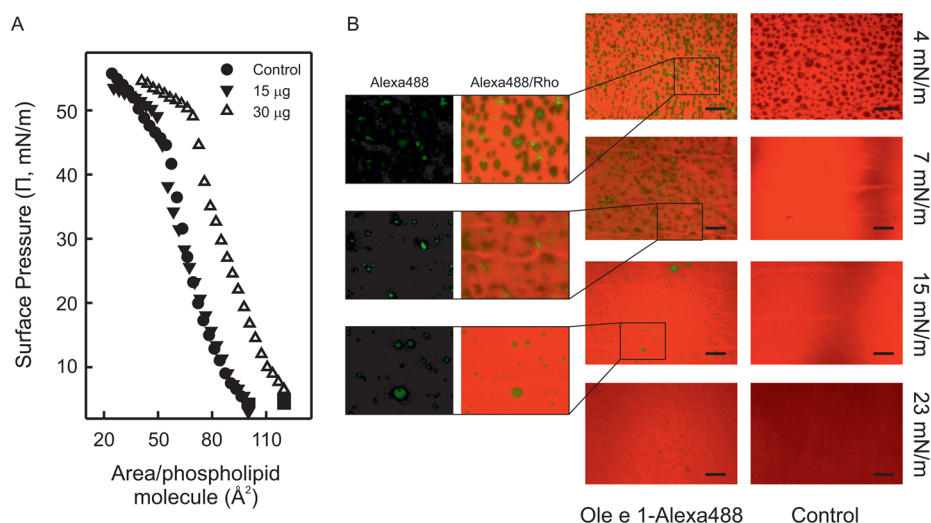 A
B
Control
15 µg
30 µg
50
40
30
20
10
Surface Pressure (Π, mN/m)
20
50
80
110
Area/phospholipid
molecule (Å²)
Alexa488
Alexa488/Rho
4 mN/m
7 mN/m
15 mN/m
23 mN/m
Ole e 1-Alexa488
Control